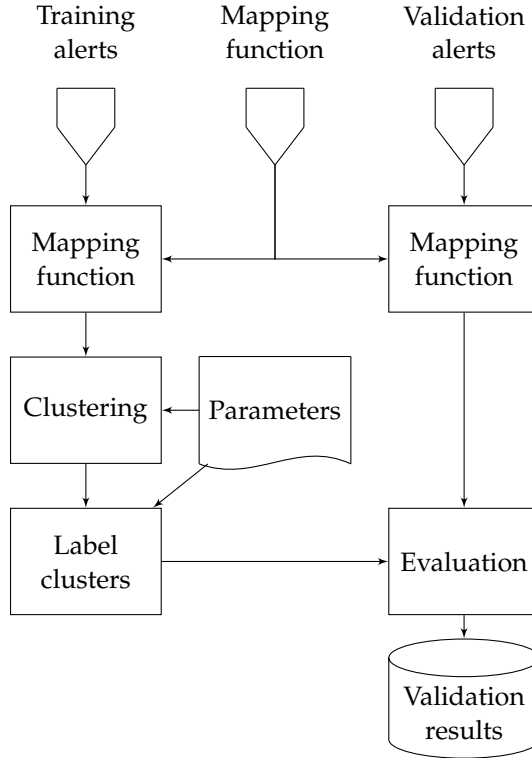 Training
alerts
Mapping
function
Validation
alerts
Mapping
function
Mapping
function
Clustering
Parameters
Label
clusters
Evaluation
Validation
results